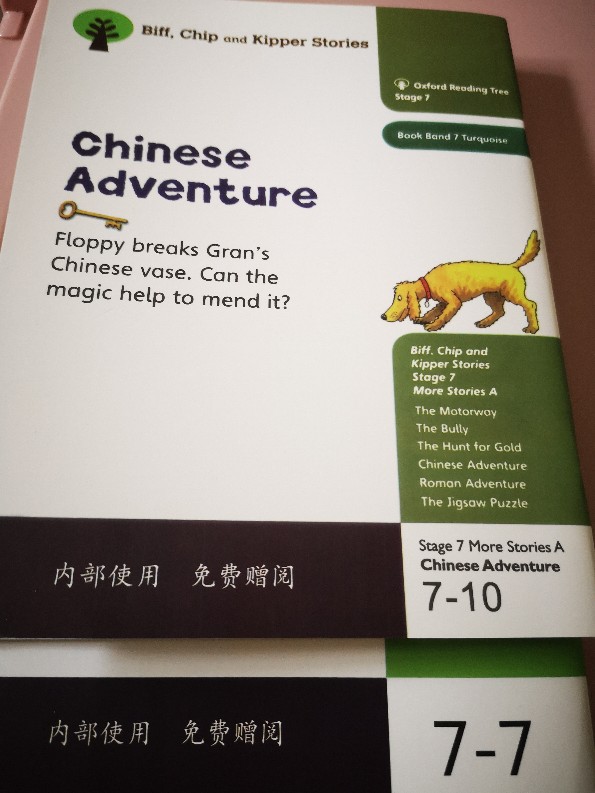 Biff, Chip and Kipper Stories
Oxford Reading Tree
Stage 7
Book Band 7 Turquoise
Chinese
Adventure
Floppy breaks Gran's
Chinese vase. Can the
magic help to mend it?
Biff, Chip and
Kipper Stories
Stage 7
More Stories A
The Motorway
The Bully
The Hunt for Gold
Chinese Adventure
Roman Adventure
The Jigsaw Puzzle
Stage 7 More Stories A
Chinese Adventure
7-10
内部使用 免费赠阅
内部使用 免费赠阅
7-7